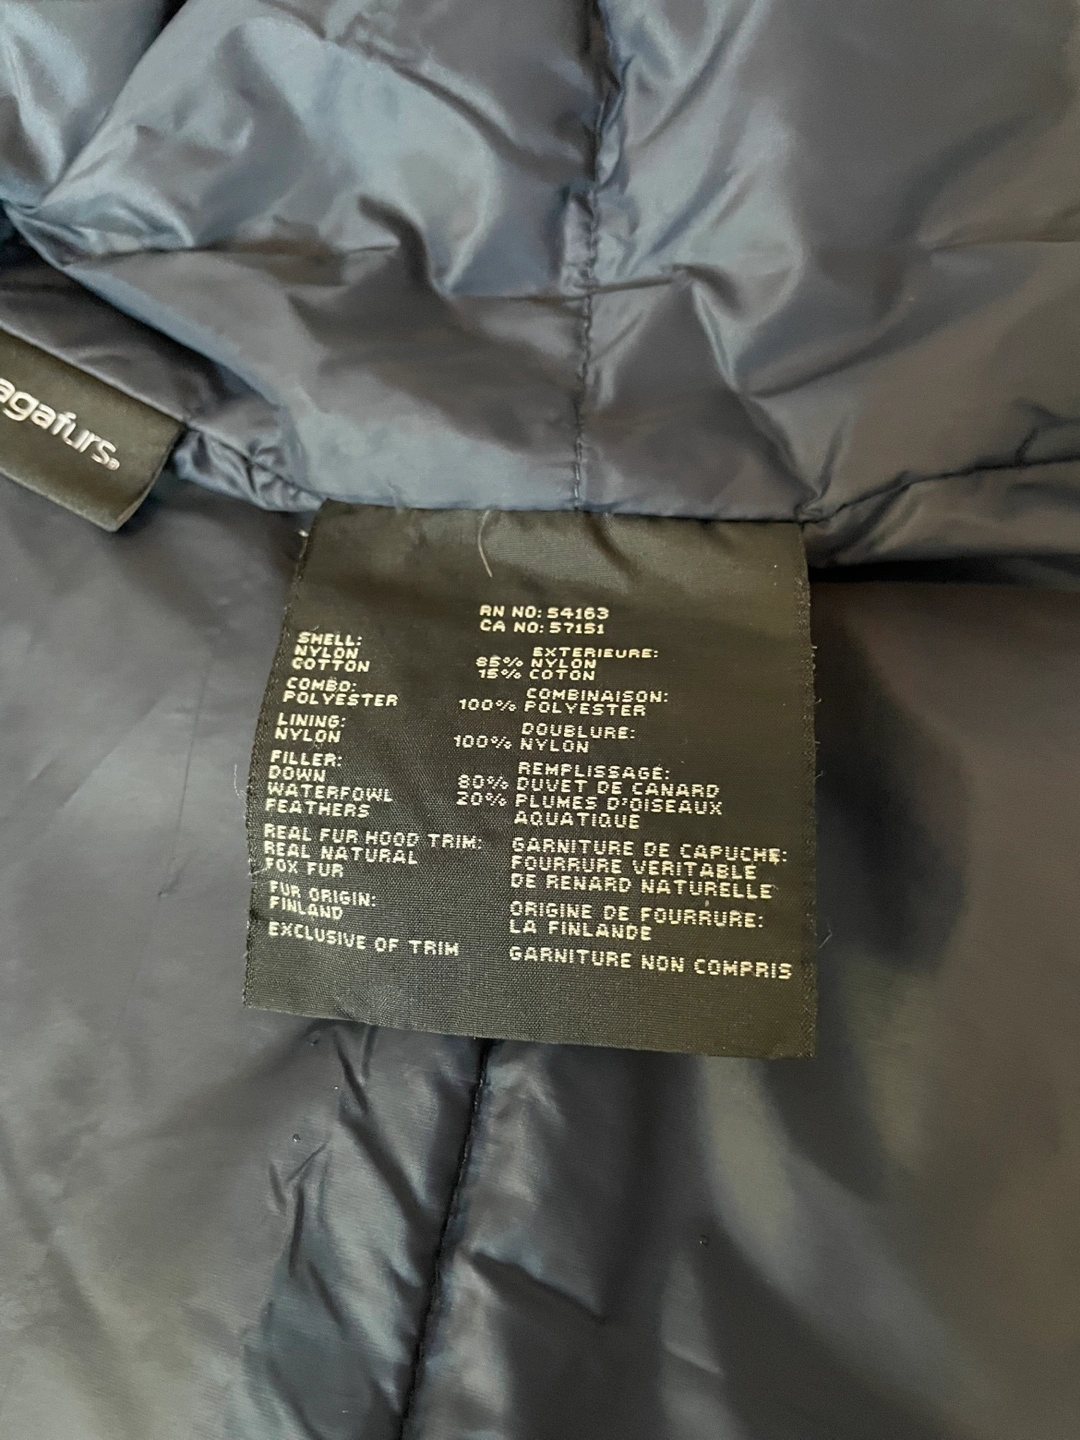 agafurs®
RN NO: 54163
CA NO: 57151
SHELL:
NYLON 85%
COTTON 15%
COMBO:
POLYESTER 100%
LINING:
NYLON 100%
FILLER:
DOWN 80%
WATERFOWL 20%
FEATHERS
REAL FUR HOOD TRIM:
REAL NATURAL
FOX FUR
FUR ORIGIN:
FINLAND
EXCLUSIVE OF TRIM
EXTERIEURE:
NYLON
COTON
COMBINAISON:
POLYESTER
DOUBLURE:
NYLON
REMPLISSAGE:
DUVET DE CANARD
PLUMES D'OISEAUX
AQUATIQUE
GARNITURE DE CAPUCHE:
FOURRURE VERITABLE
DE RENARD NATURELLE
ORIGINE DE FOURRURE:
LA FINLANDE
GARNITURE NON COMPRIS